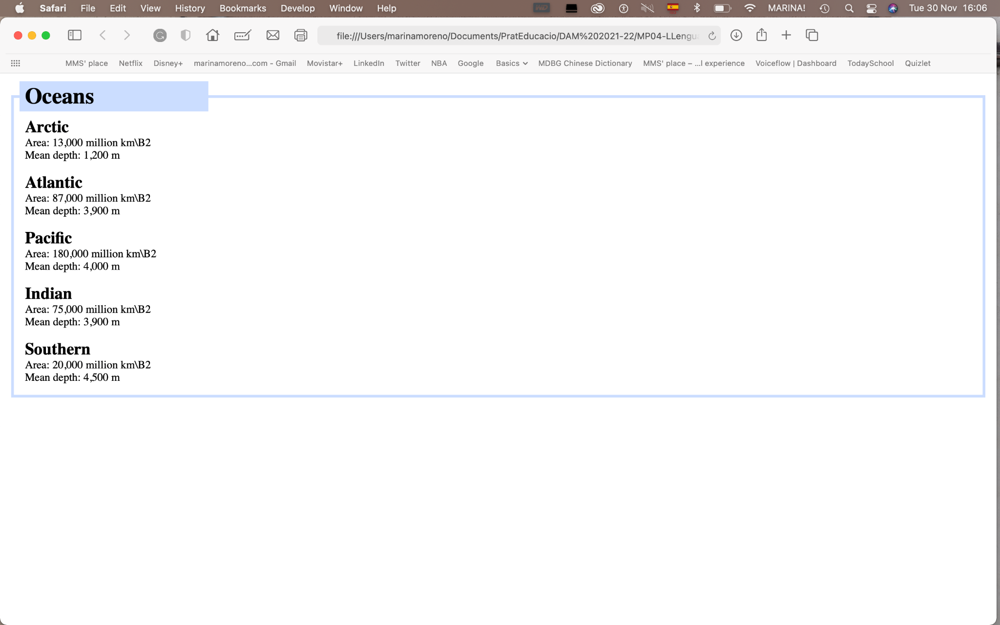 Safari File Edit View History Bookmarks Develop Window Help WD MARINA! Tue 30 Nov 16:06
file:///Users/marinamoreno/Documents/PratEducacio/DAM%202021-22/MP04-LLengu
MMS' place Netflix Disney+ marinamoreno...com - Gmail Movistar+ LinkedIn Twitter NBA Google Basics MDBG Chinese Dictionary MMS' place – ...l experience Voiceflow | Dashboard TodaySchool Quizlet
Oceans
Arctic
Area: 13,000 million km\B2
Mean depth: 1,200 m
Atlantic
Area: 87,000 million km\B2
Mean depth: 3,900 m
Pacific
Area: 180,000 million km\B2
Mean depth: 4,000 m
Indian
Area: 75,000 million km\B2
Mean depth: 3,900 m
Southern
Area: 20,000 million km\B2
Mean depth: 4,500 m